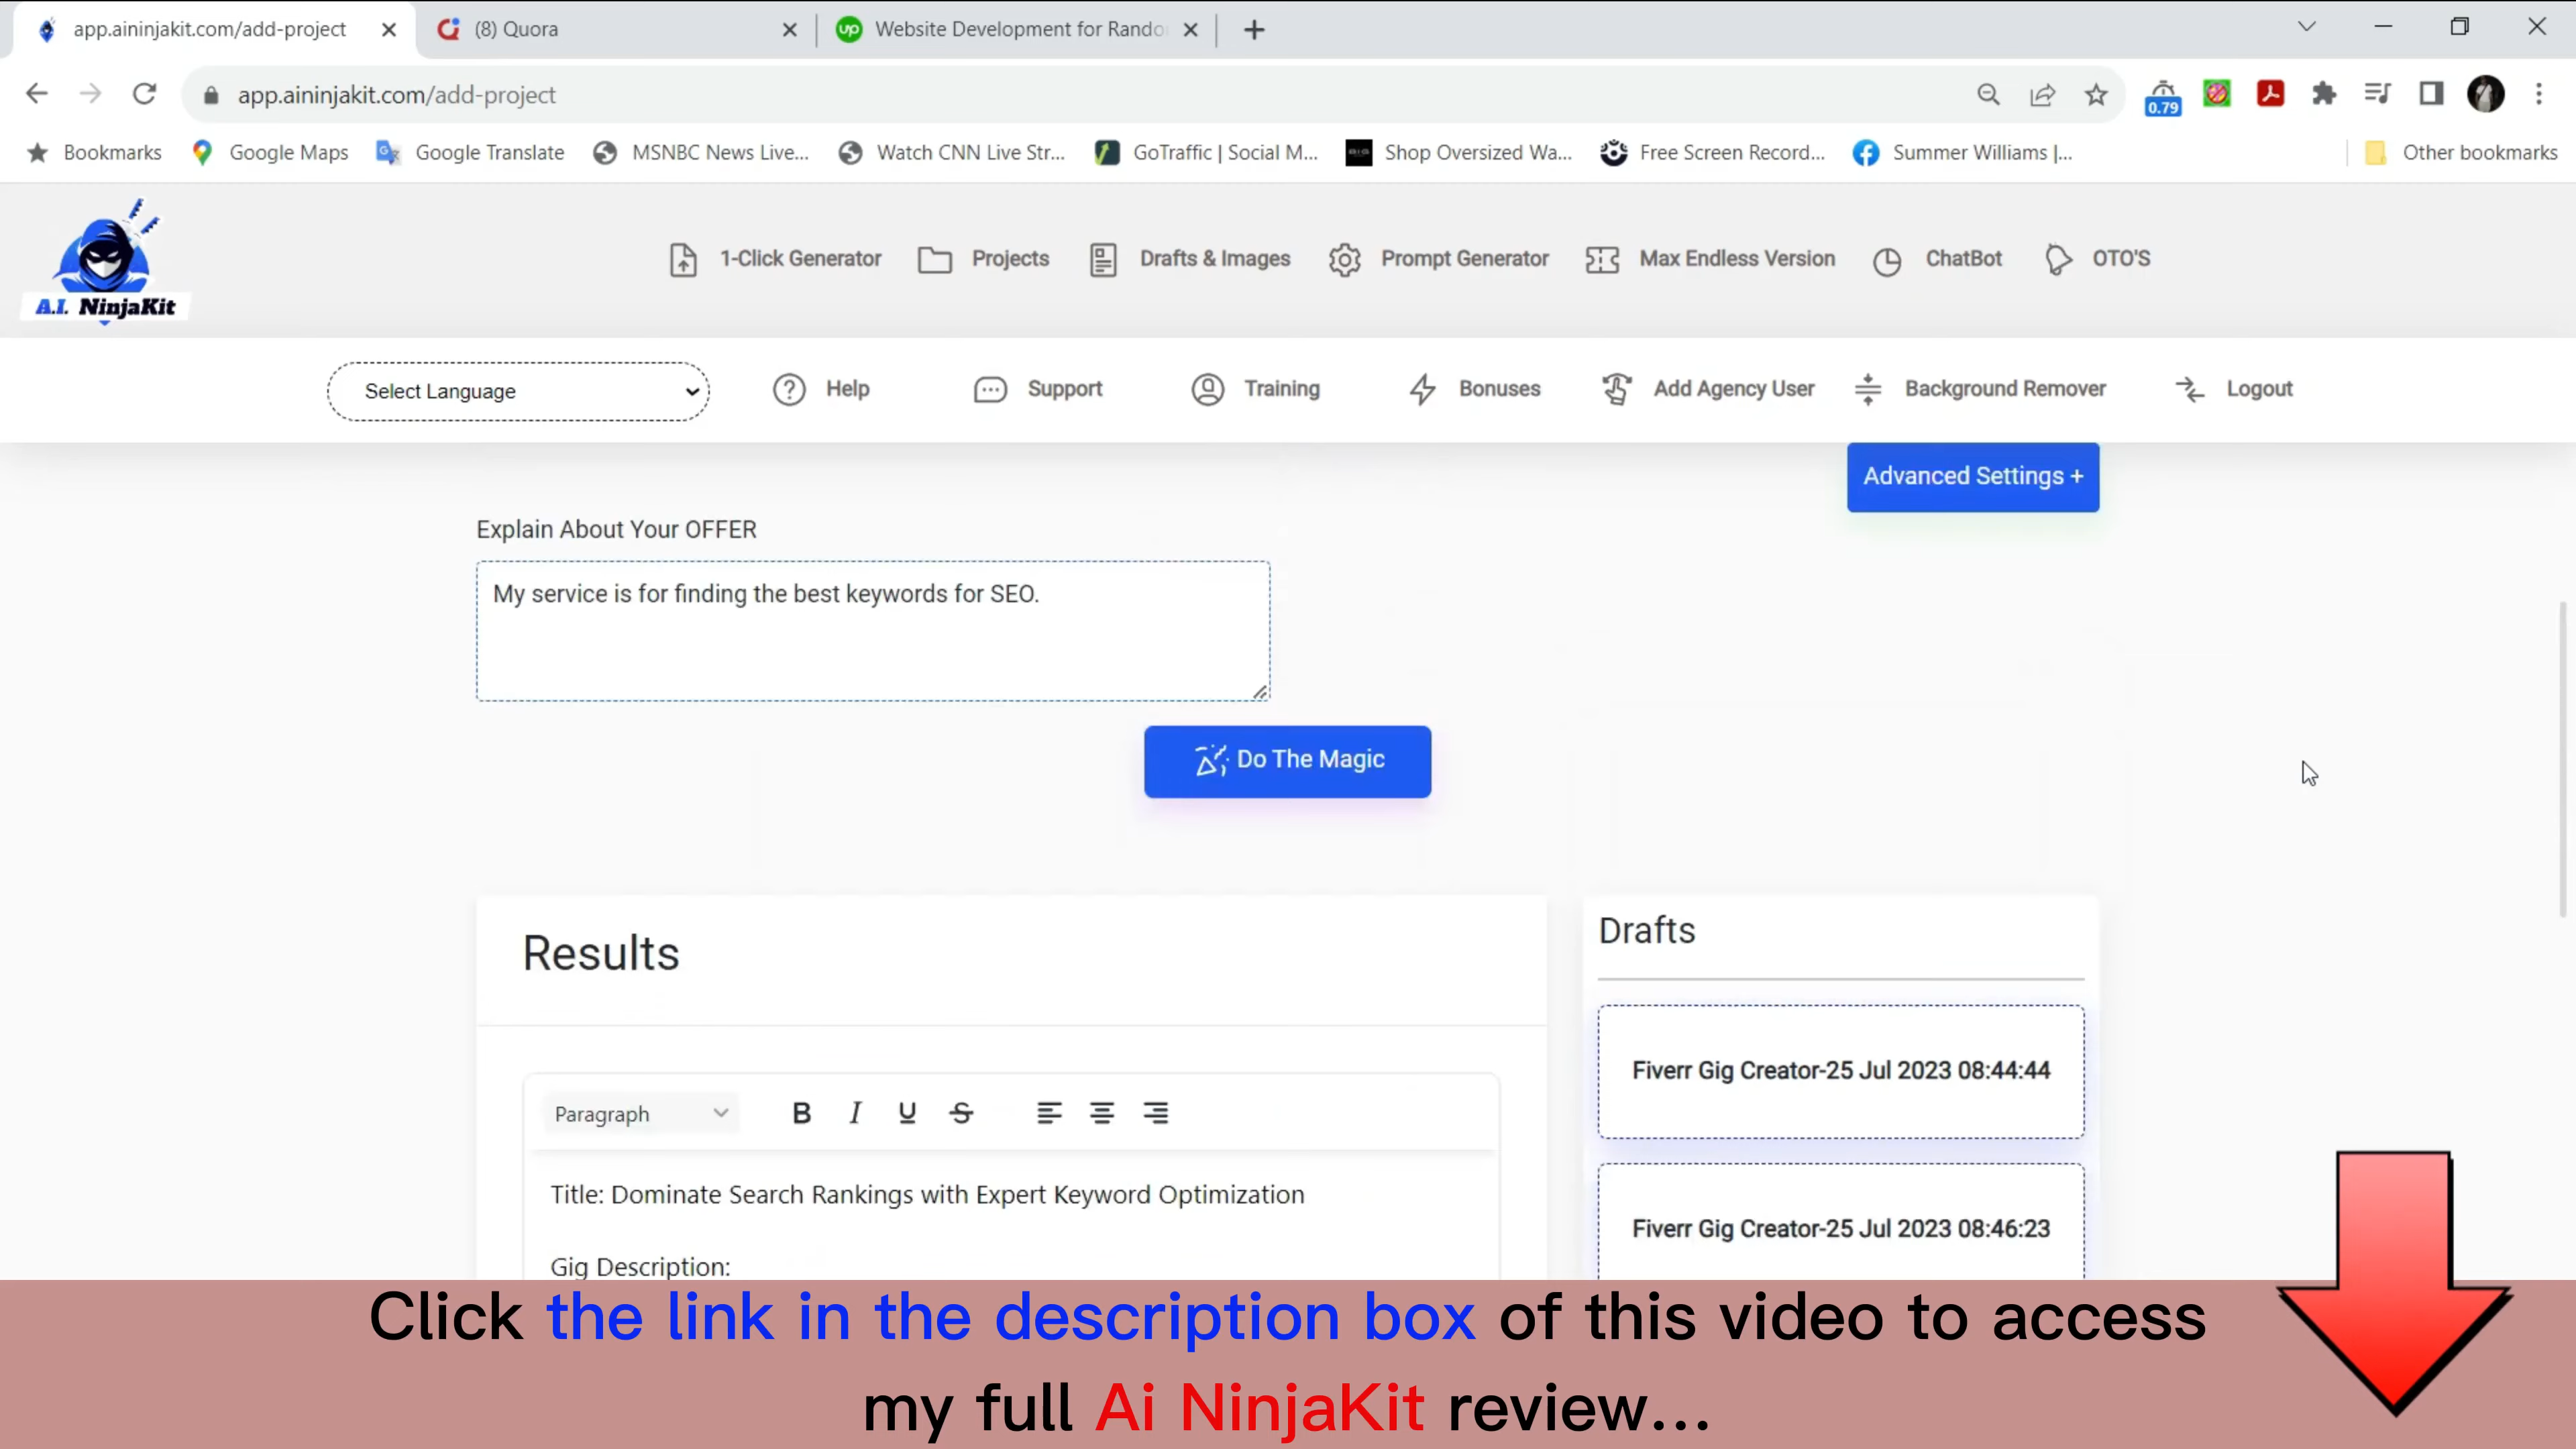 app.aininjakit.com/add-project
(8) Quora
Website Development for Rando
app.aininjakit.com/add-project
0.79
Bookmarks
Google Maps
Google Translate
MSNBC News Live...
Watch CNN Live Str...
GoTraffic | Social M...
Shop Oversized Wa...
Free Screen Record...
Summer Williams |...
Other bookmarks
A.I. NinjaKit
1-Click Generator
Projects
Drafts & Images
Prompt Generator
Max Endless Version
ChatBot
OTO'S
Select Language
Help
Support
Training
Bonuses
Add Agency User
Background Remover
Logout
Advanced Settings +
Explain About Your OFFER
My service is for finding the best keywords for SEO.
Do The Magic
Results
Drafts
Fiverr Gig Creator-25 Jul 2023 08:44:44
Paragraph
B I U S
Title: Dominate Search Rankings with Expert Keyword Optimization
Fiverr Gig Creator-25 Jul 2023 08:46:23
Gig Description:
Click the link in the description box of this video to access
my full Ai NinjaKit review...